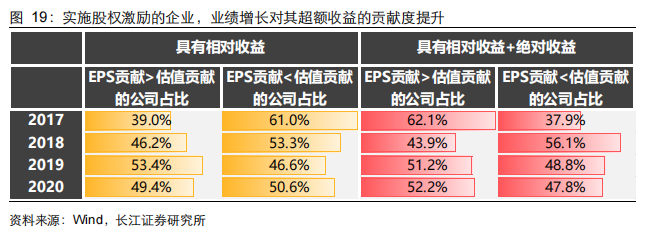 图 19：实施股权激励的企业，业绩增长对其超额收益的贡献度提升
具有相对收益 具有相对收益+绝对收益
EPS贡献>估值贡献 EPS贡献<估值贡献 EPS贡献>估值贡献 EPS贡献<估值贡献
的公司占比 的公司占比 的公司占比 的公司占比
2017 39.0% 61.0% 62.1% 37.9%
2018 46.2% 53.3% 43.9% 56.1%
2019 53.4% 46.6% 51.2% 48.8%
2020 49.4% 50.6% 52.2% 47.8%
资料来源：Wind，长江证券研究所